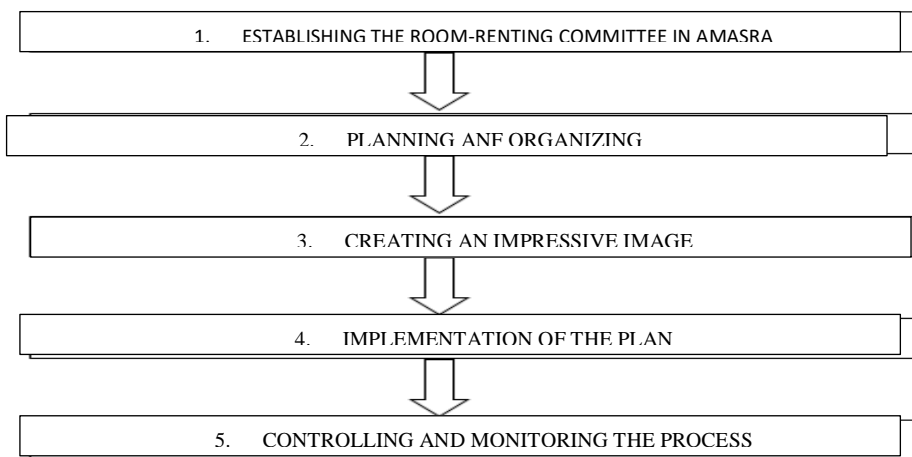 1. ESTABLISHING THE ROOM-RENTING COMMITTEE IN AMASRA
2. PLANNING ANF ORGANIZING
3. CREATING AN IMPRESSIVE IMAGE
4. IMPLEMENTATION OF THE PLAN
5. CONTROLLING AND MONITORING THE PROCESS